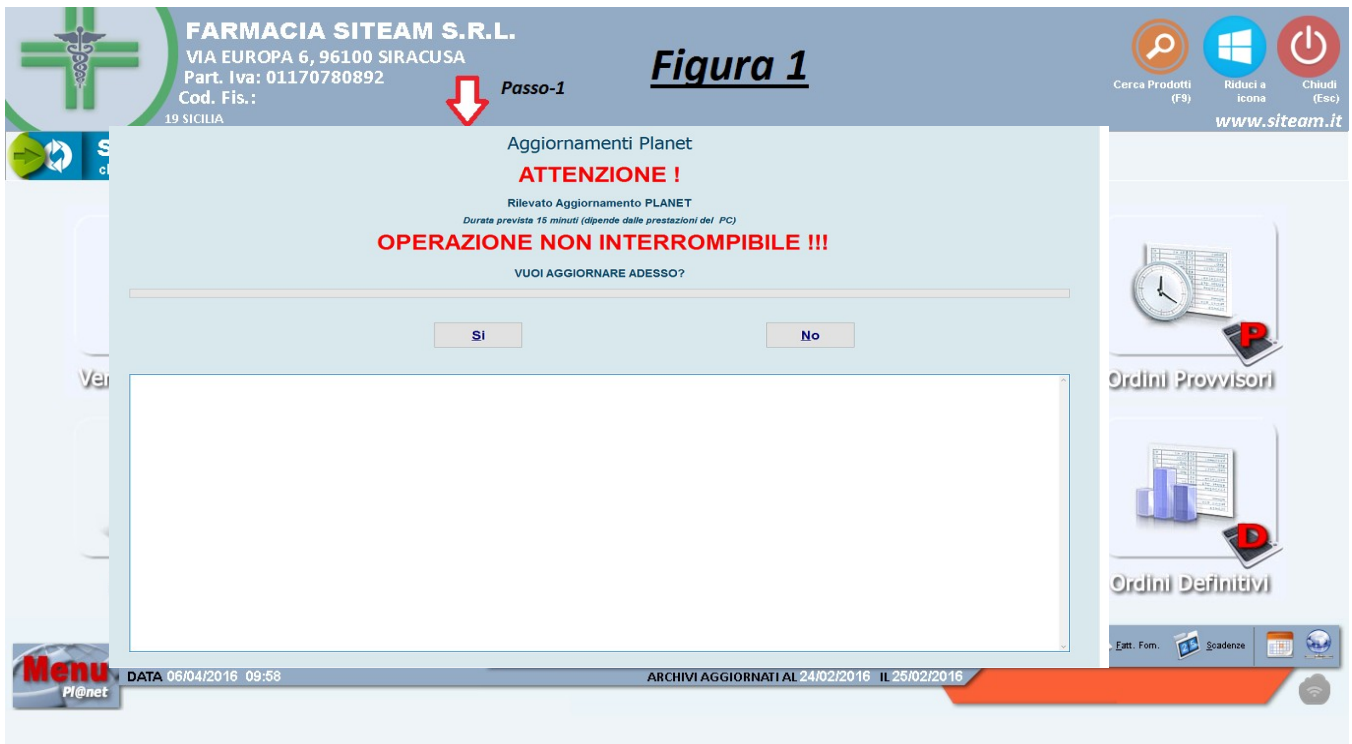 FARMACIA SITEAM S.R.L.
VIA EUROPA 6, 96100 SIRACUSA
Part. Iva: 01170780892
Cod. Fis.:
19 SICILIA
Passo-1
Figura 1
Cerca Prodotti
(F9)
Riduci a
icona
Chiudi
(Esc)
www.siteam.it
S
Aggiornamenti Planet
ATTENZIONE !
Rilevato Aggiornamento PLANET
Durata prevista 15 minuti (dipende dalle prestazioni del PC)
OPERAZIONE NON INTERROMPIBILE !!!
VUOI AGGIORNARE ADESSO?
Si
No
Ver
P
Ordini Provvisori
D
Ordini Definitivi
Fatt. Forn.
Scadenze
Menu
Pl@net
DATA 06/04/2016 09:58
ARCHIVI AGGIORNATI AL 24/02/2016 IL 25/02/2016